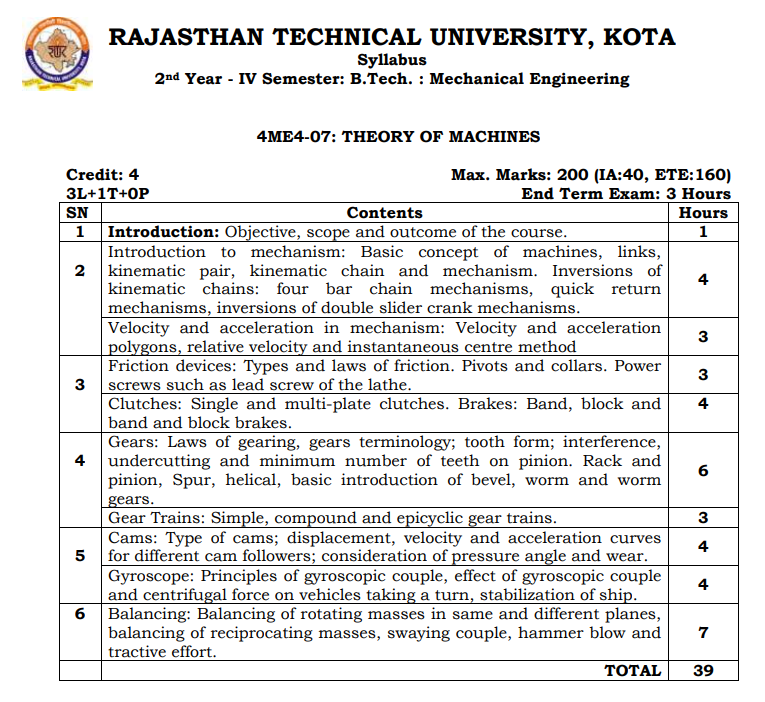 RAJASTHAN TECHNICAL UNIVERSITY, KOTA
Syllabus
2nd Year - IV Semester: B.Tech. : Mechanical Engineering
4ME4-07: THEORY OF MACHINES
Credit: 4 Max. Marks: 200 (IA:40, ETE:160)
3L+1T+0P End Term Exam: 3 Hours
SN Contents Hours
1 Introduction: Objective, scope and outcome of the course. 1
2 Introduction to mechanism: Basic concept of machines, links,
kinematic pair, kinematic chain and mechanism. Inversions of
kinematic chains: four bar chain mechanisms, quick return
mechanisms, inversions of double slider crank mechanisms. 4
Velocity and acceleration in mechanism: Velocity and acceleration
polygons, relative velocity and instantaneous centre method 3
3 Friction devices: Types and laws of friction. Pivots and collars. Power
screws such as lead screw of the lathe. 3
Clutches: Single and multi-plate clutches. Brakes: Band, block and
band and block brakes. 4
4 Gears: Laws of gearing, gears terminology; tooth form; interference,
undercutting and minimum number of teeth on pinion. Rack and
pinion, Spur, helical, basic introduction of bevel, worm and worm
gears. 6
Gear Trains: Simple, compound and epicyclic gear trains. 3
5 Cams: Type of cams; displacement, velocity and acceleration curves
for different cam followers; consideration of pressure angle and wear. 4
Gyroscope: Principles of gyroscopic couple, effect of gyroscopic couple
and centrifugal force on vehicles taking a turn, stabilization of ship. 4
6 Balancing: Balancing of rotating masses in same and different planes,
balancing of reciprocating masses, swaying couple, hammer blow and
tractive effort. 7
TOTAL 39